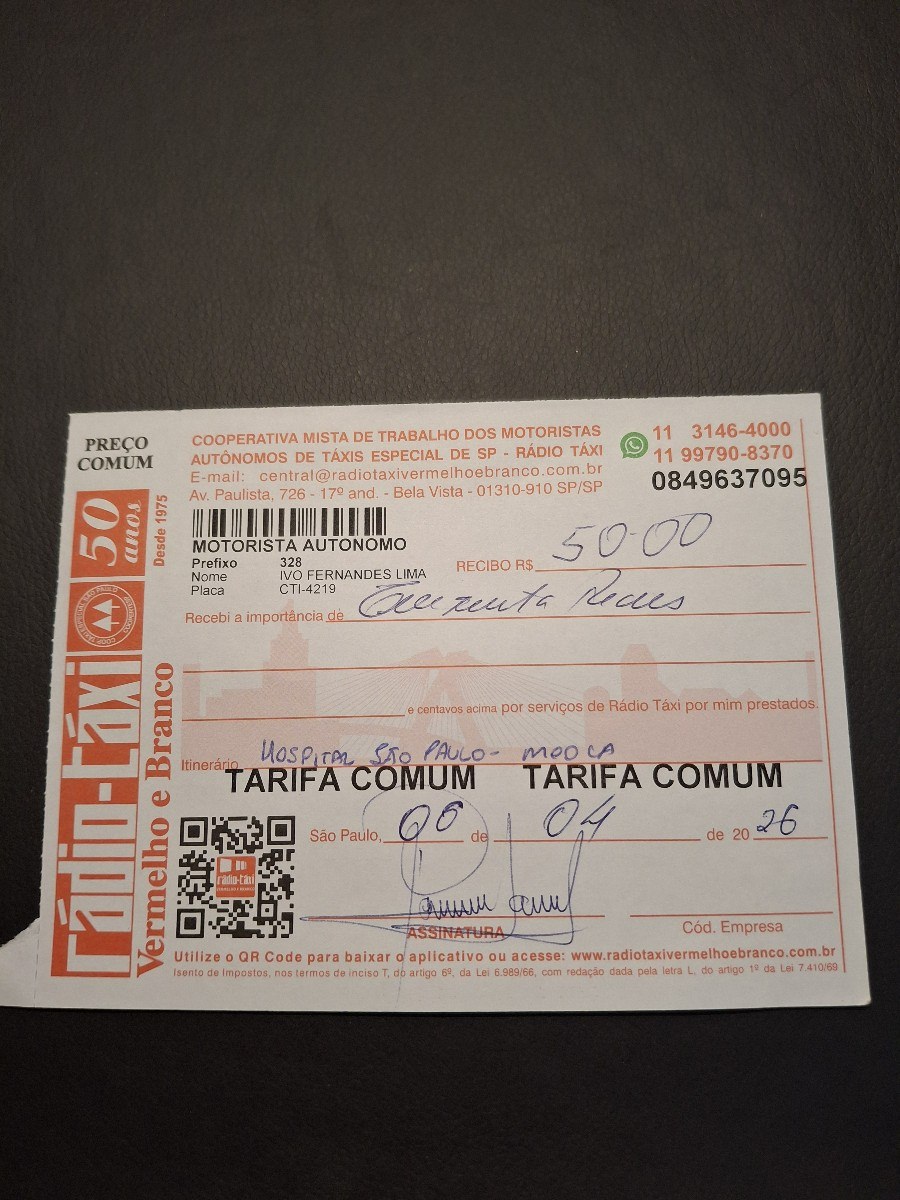 PREÇO
COMUM
50
anos
Desde 1975
rádio-táxi
Vermelho e Branco
COOPERATIVA MISTA DE TRABALHO DOS MOTORISTAS
AUTÔNOMOS DE TÁXIS ESPECIAL DE SP - RÁDIO TÁXI
E-mail: central@radiotaxivermelhoebranco.com.br
Av. Paulista, 726 - 17º and. - Bela Vista - 01310-910 SP/SP
11 3146-4000
11 99790-8370
0849637095
MOTORISTA AUTONOMO
Prefixo 328
Nome IVO FERNANDES LIMA
Placa CTI-4219
RECIBO R$ 50-00
Recebi a importância de Cinquenta Reais
e centavos acima por serviços de Rádio Táxi por mim prestados.
Itinerário HOSPITAL SÃO PAULO - MOOCA
TARIFA COMUM TARIFA COMUM
São Paulo, 06 de 04 de 20 26
rádio-táxi
VERMELHO E BRANCO
ASSINATURA
Cód. Empresa
Utilize o QR Code para baixar o aplicativo ou acesse: www.radiotaxivermelhoebranco.com.br
Isento de Impostos, nos termos de inciso T, do artigo 6º, da Lei 6.989/66, com redação dada pela letra L, do artigo 1º da Lei 7.410/69